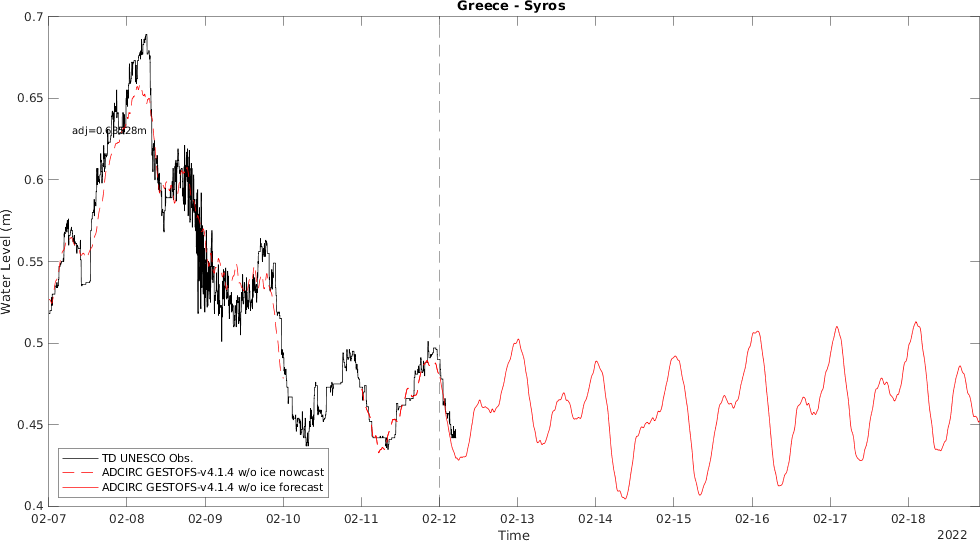 Greece - Syros
0.7
0.65
0.6
0.55
0.5
0.45
0.4
Water Level (m)
TD UNESCO Obs.
ADCIRC GESTOFS-v4.1.4 w/o ice nowcast
ADCIRC GESTOFS-v4.1.4 w/o ice forecast
02-07 02-08 02-09 02-10 02-11 02-12 02-13 02-14 02-15 02-16 02-17 02-18
Time
2022